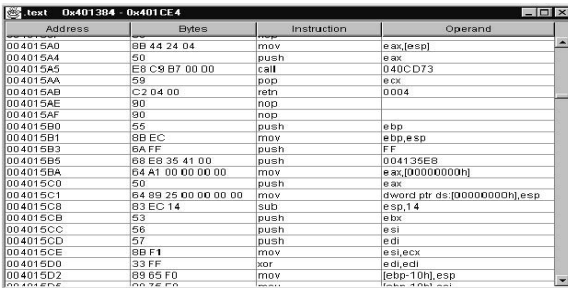 .text 0x401384 - 0x401CE4
Address Bytes Instruction Operand
004015A0 8B 44 24 04 mov eax,[esp]
004015A4 50 push eax
004015A5 E8 C9 B7 00 00 call 040CD73
004015AA 59 pop ecx
004015AB C2 04 00 retn 0004
004015AE 90 nop
004015AF 90 nop
004015B0 55 push ebp
004015B1 8B EC mov ebp,esp
004015B3 6A FF push FF
004015B5 68 E8 35 41 00 push 004135E8
004015BA 64 A1 00 00 00 00 mov eax,[00000000h]
004015C0 50 push eax
004015C1 64 89 25 00 00 00 00 mov dword ptr ds:[00000000h],esp
004015C8 83 EC 14 sub esp,14
004015CB 53 push ebx
004015CC 56 push esi
004015CD 57 push edi
004015CE 8B F1 mov esi,ecx
004015D0 33 FF xor edi,edi
004015D2 89 65 F0 mov [ebp-10h],esp